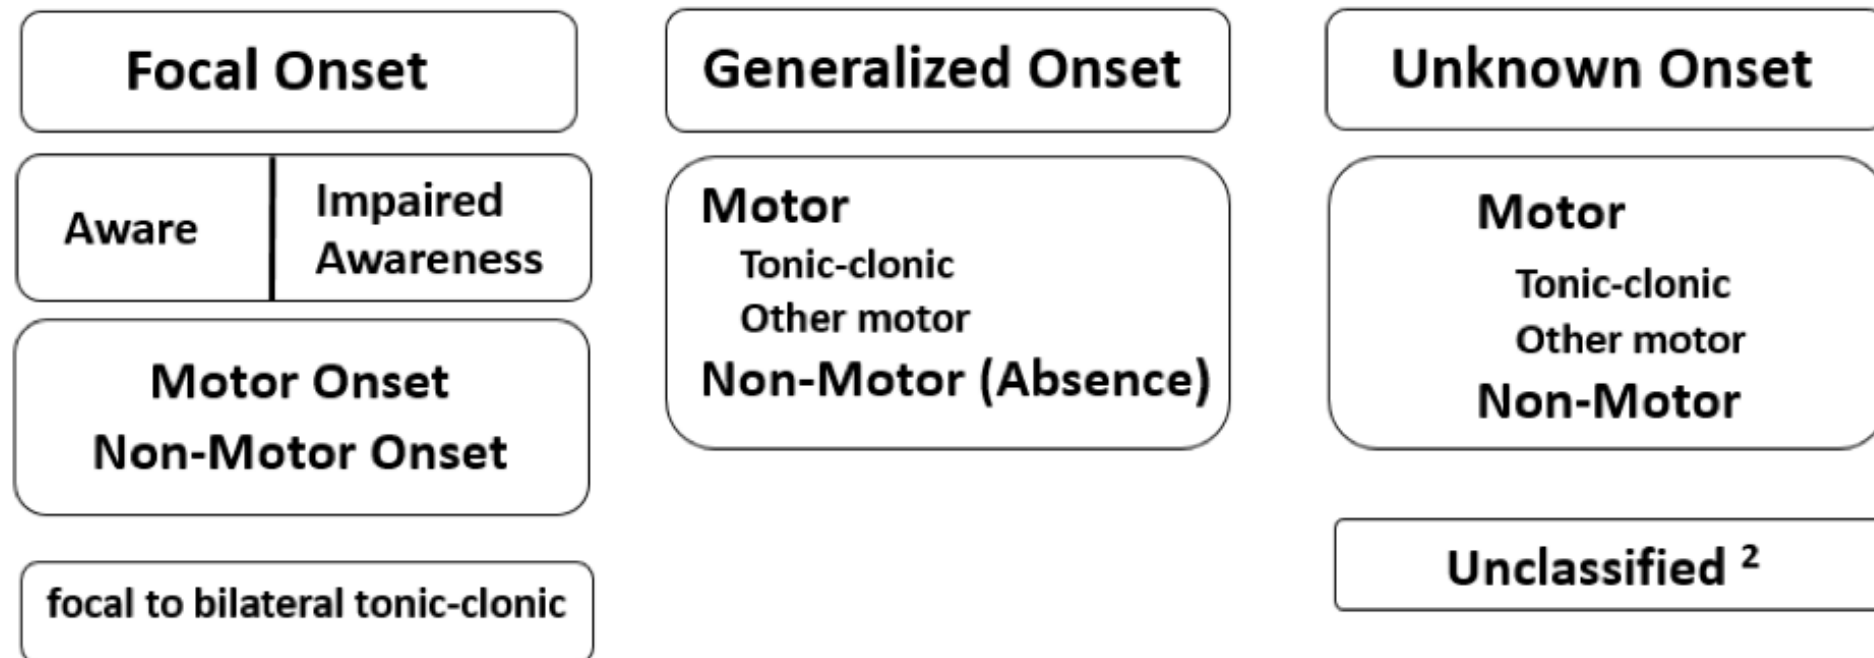 Focal Onset
Aware
Impaired
Awareness
Motor Onset
Non-Motor Onset
focal to bilateral tonic-clonic
Generalized Onset
Motor
Tonic-clonic
Other motor
Non-Motor (Absence)
Unknown Onset
Motor
Tonic-clonic
Other motor
Non-Motor
Unclassified ²